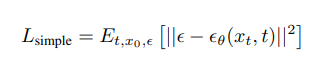 L_simple = E_{t,x_0,ϵ} [||ϵ − ϵ_θ(x_t, t)||²]